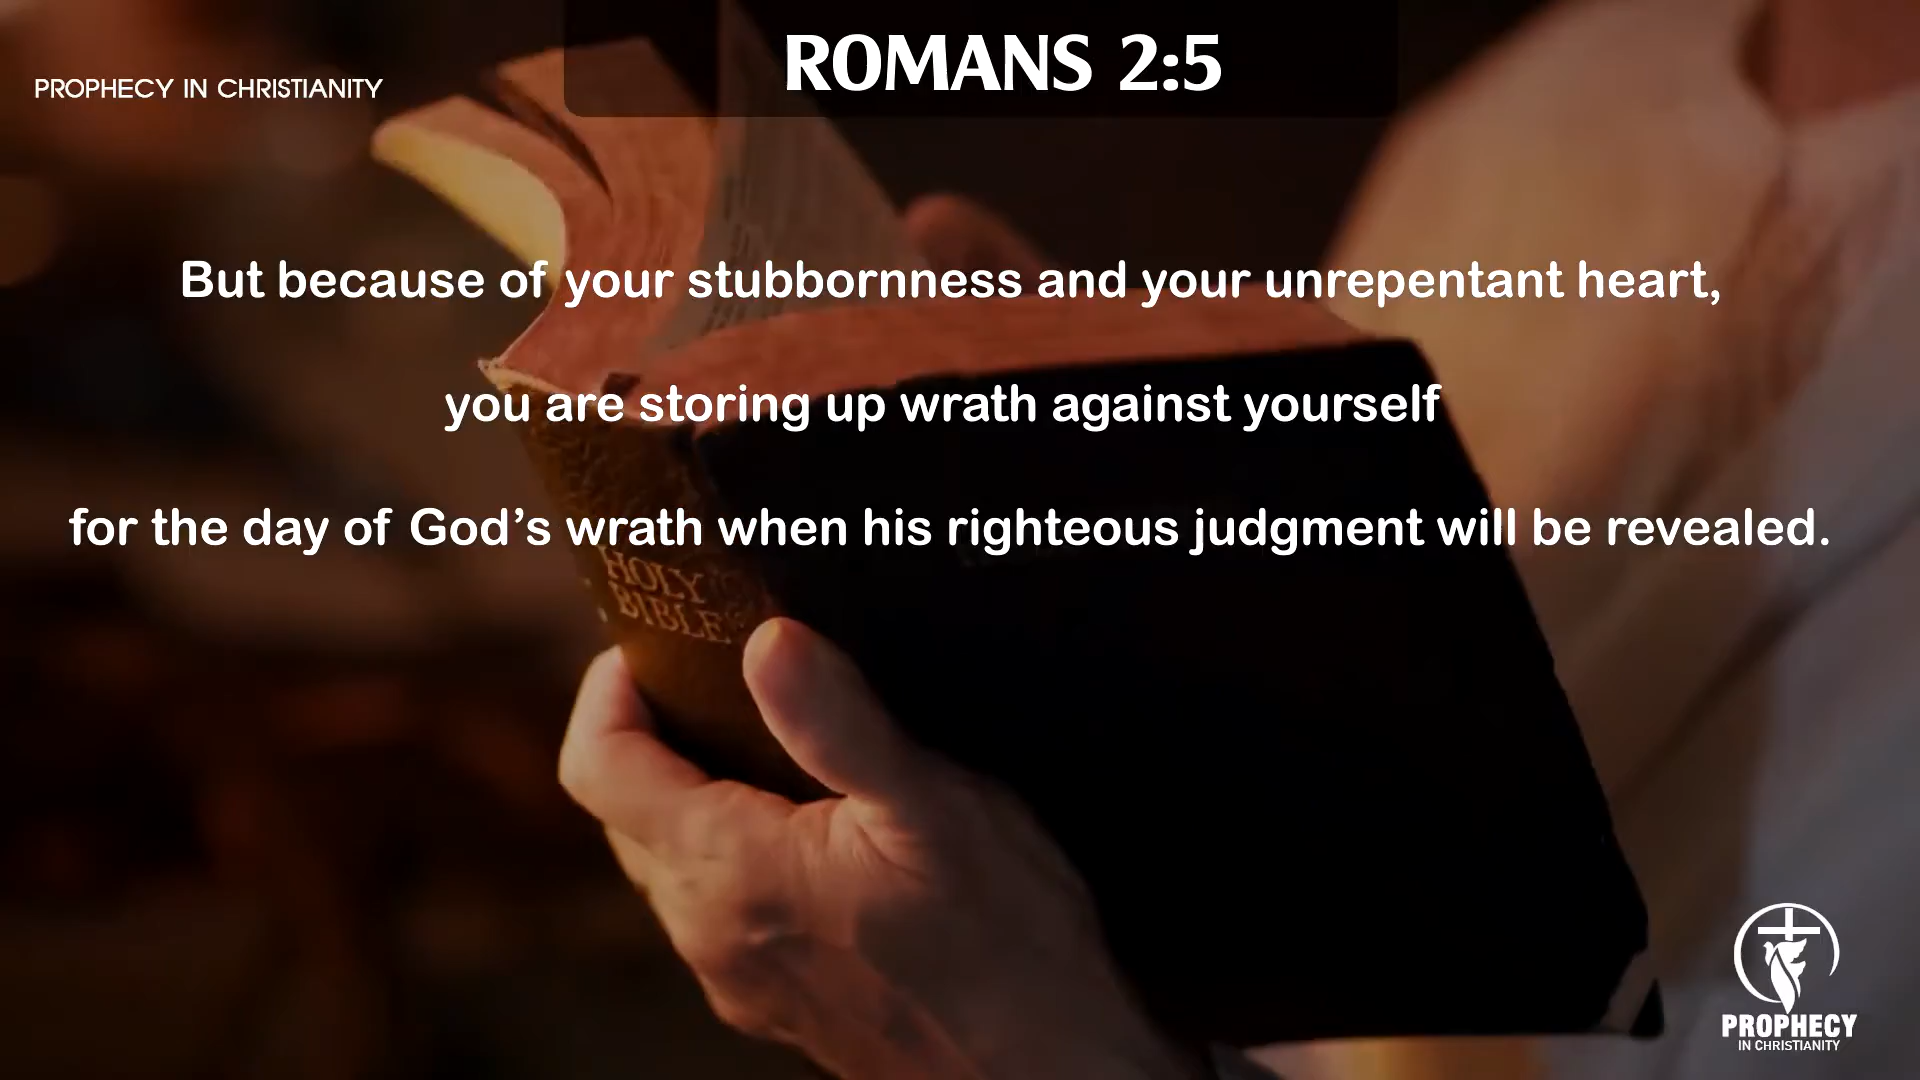 ROMANS 2:5
PROPHECY IN CHRISTIANITY
But because of your stubbornness and your unrepentant heart,
you are storing up wrath against yourself
for the day of God’s wrath when his righteous judgment will be revealed.
HOLY
BIBLE
PROPHECY
IN CHRISTIANITY